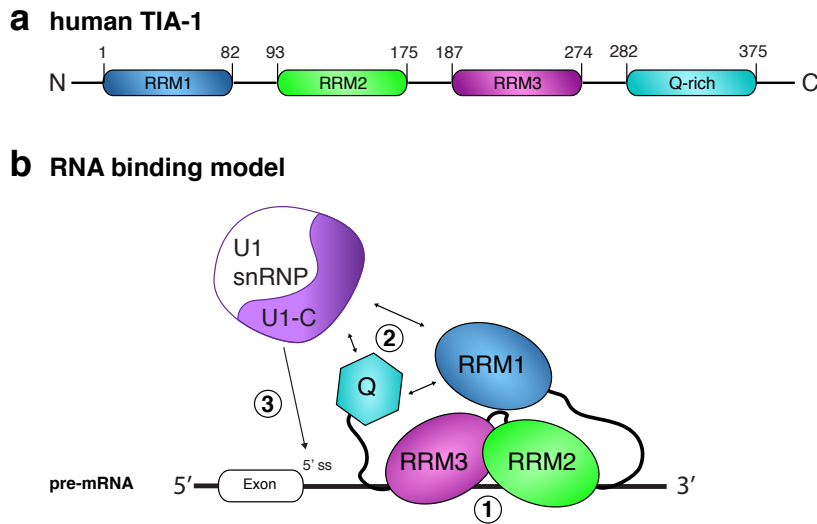 a human TIA-1
1 82 93 175 187 274 282 375
N RRM1 RRM2 RRM3 Q-rich C
b RNA binding model
U1
snRNP
U1-C
2
RRM1
Q
3
5' ss
RRM3 RRM2
pre-mRNA 5′ Exon 3′
1